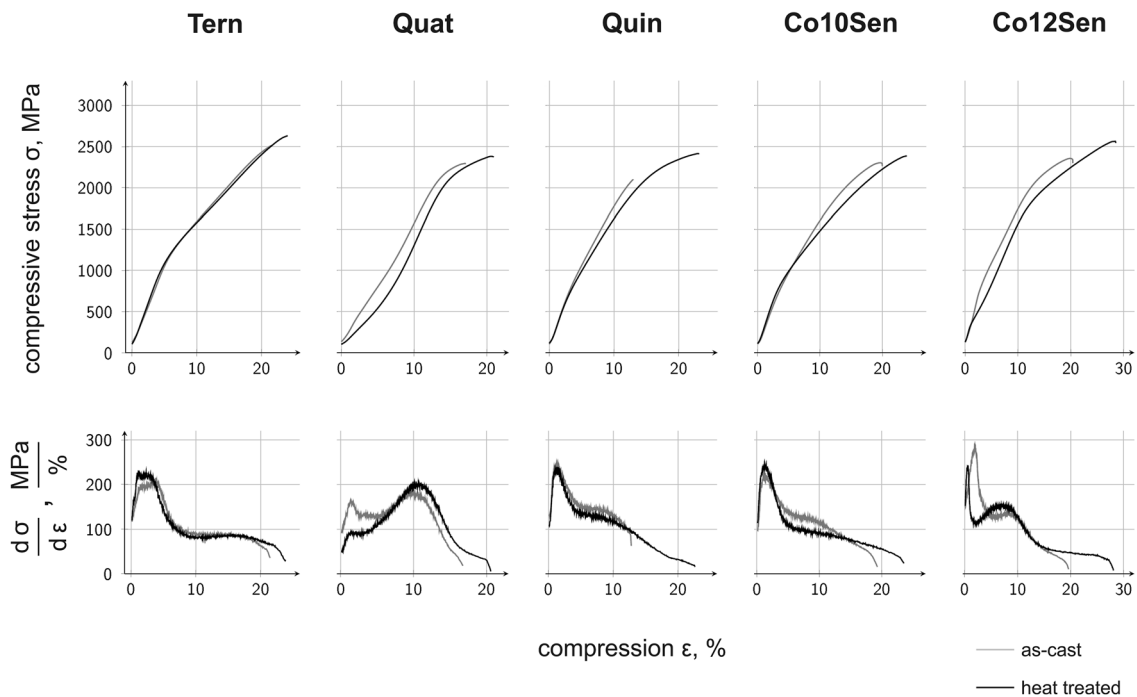 Tern Quat Quin Co10Sen Co12Sen
compressive stress σ, MPa
3000
2500
2000
1500
1000
500
0
0 10 20 0 10 20 0 10 20 0 10 20 0 10 20 30
dσ/dε, MPa/%
300
200
100
0
0 10 20 0 10 20 0 10 20 0 10 20 0 10 20 30
compression ε, %
as-cast
heat treated